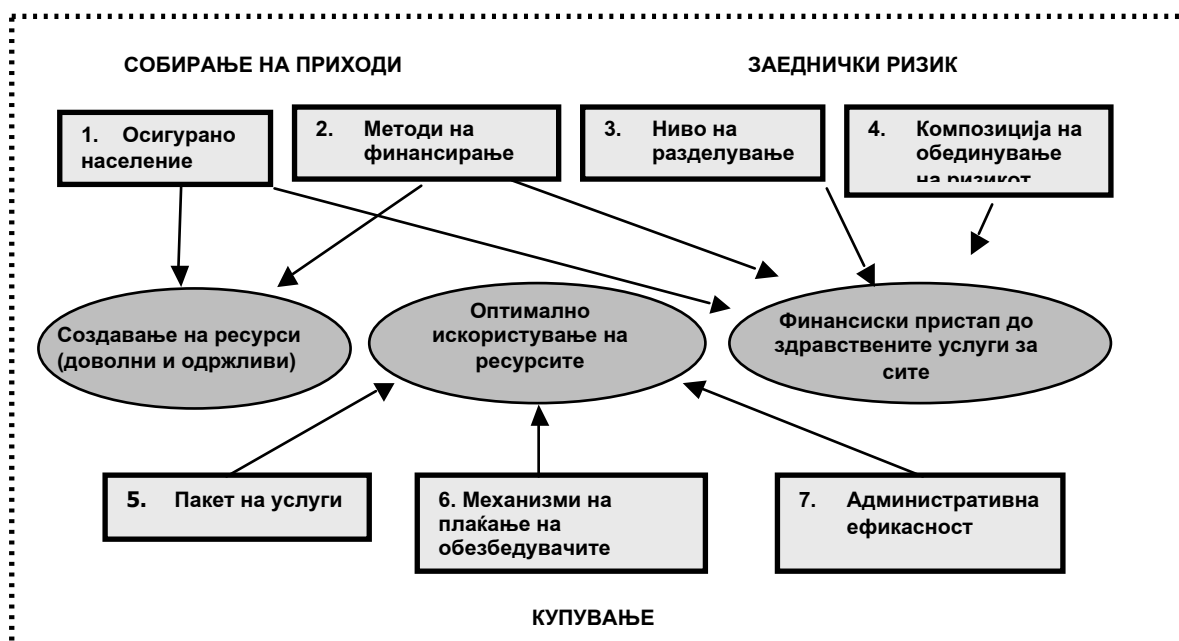 СОБИРАЊЕ НА ПРИХОДИ
ЗАЕДНИЧКИ РИЗИК
1. Осигурано
население
2. Методи на
финансирање
3. Ниво на
разделување
4. Композиција на
обединување
на ризикот
Создавање на ресурси
(доволни и одржливи)
Оптимално
искористување на
ресурсите
Финансиски пристап до
здравствените услуги за
сите
5. Пакет на услуги
6. Механизми на
плаќање на
обезбедувачите
7. Административна
ефикасност
КУПУВАЊЕ